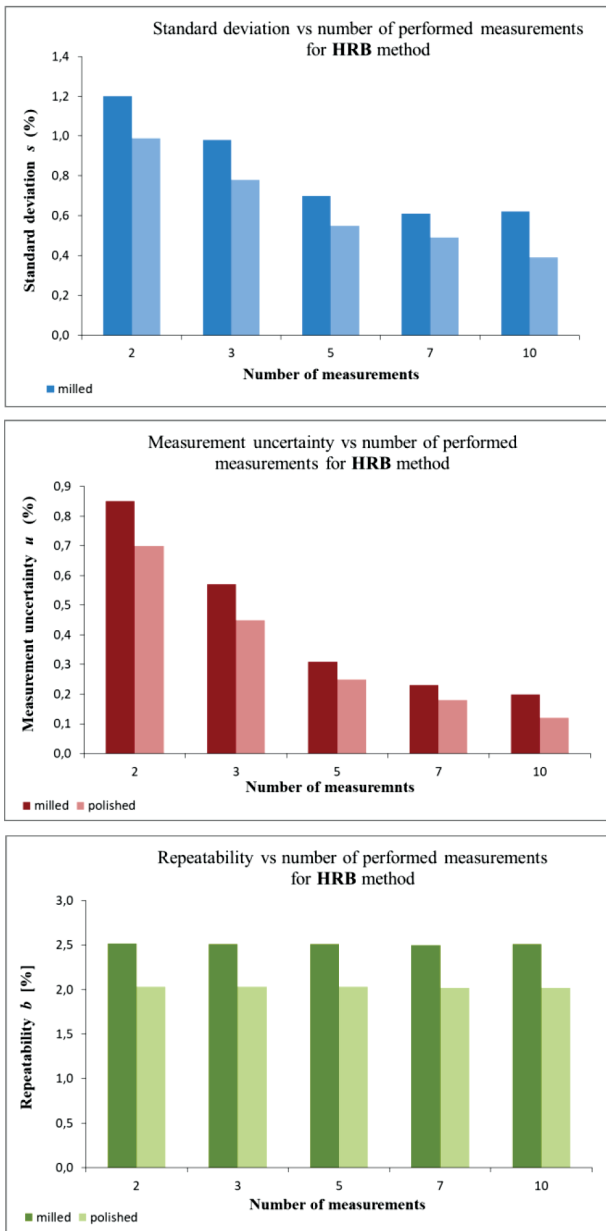 Standard deviation vs number of performed measurements
for HRB method
Standard deviation s (%)
1,4
1,2
1,0
0,8
0,6
0,4
0,2
0,0
2 3 5 7 10
Number of measurements
milled
Measurement uncertainty vs number of performed
measurements for HRB method
Measurement uncertainty u (%)
0,9
0,8
0,7
0,6
0,5
0,4
0,3
0,2
0,1
0,0
2 3 5 7 10
Number of measuremnts
milled polished
Repeatability vs number of performed measurements
for HRB method
Repeatability b [%]
3,0
2,5
2,0
1,5
1,0
0,5
0,0
2 3 5 7 10
Number of measurements
milled polished